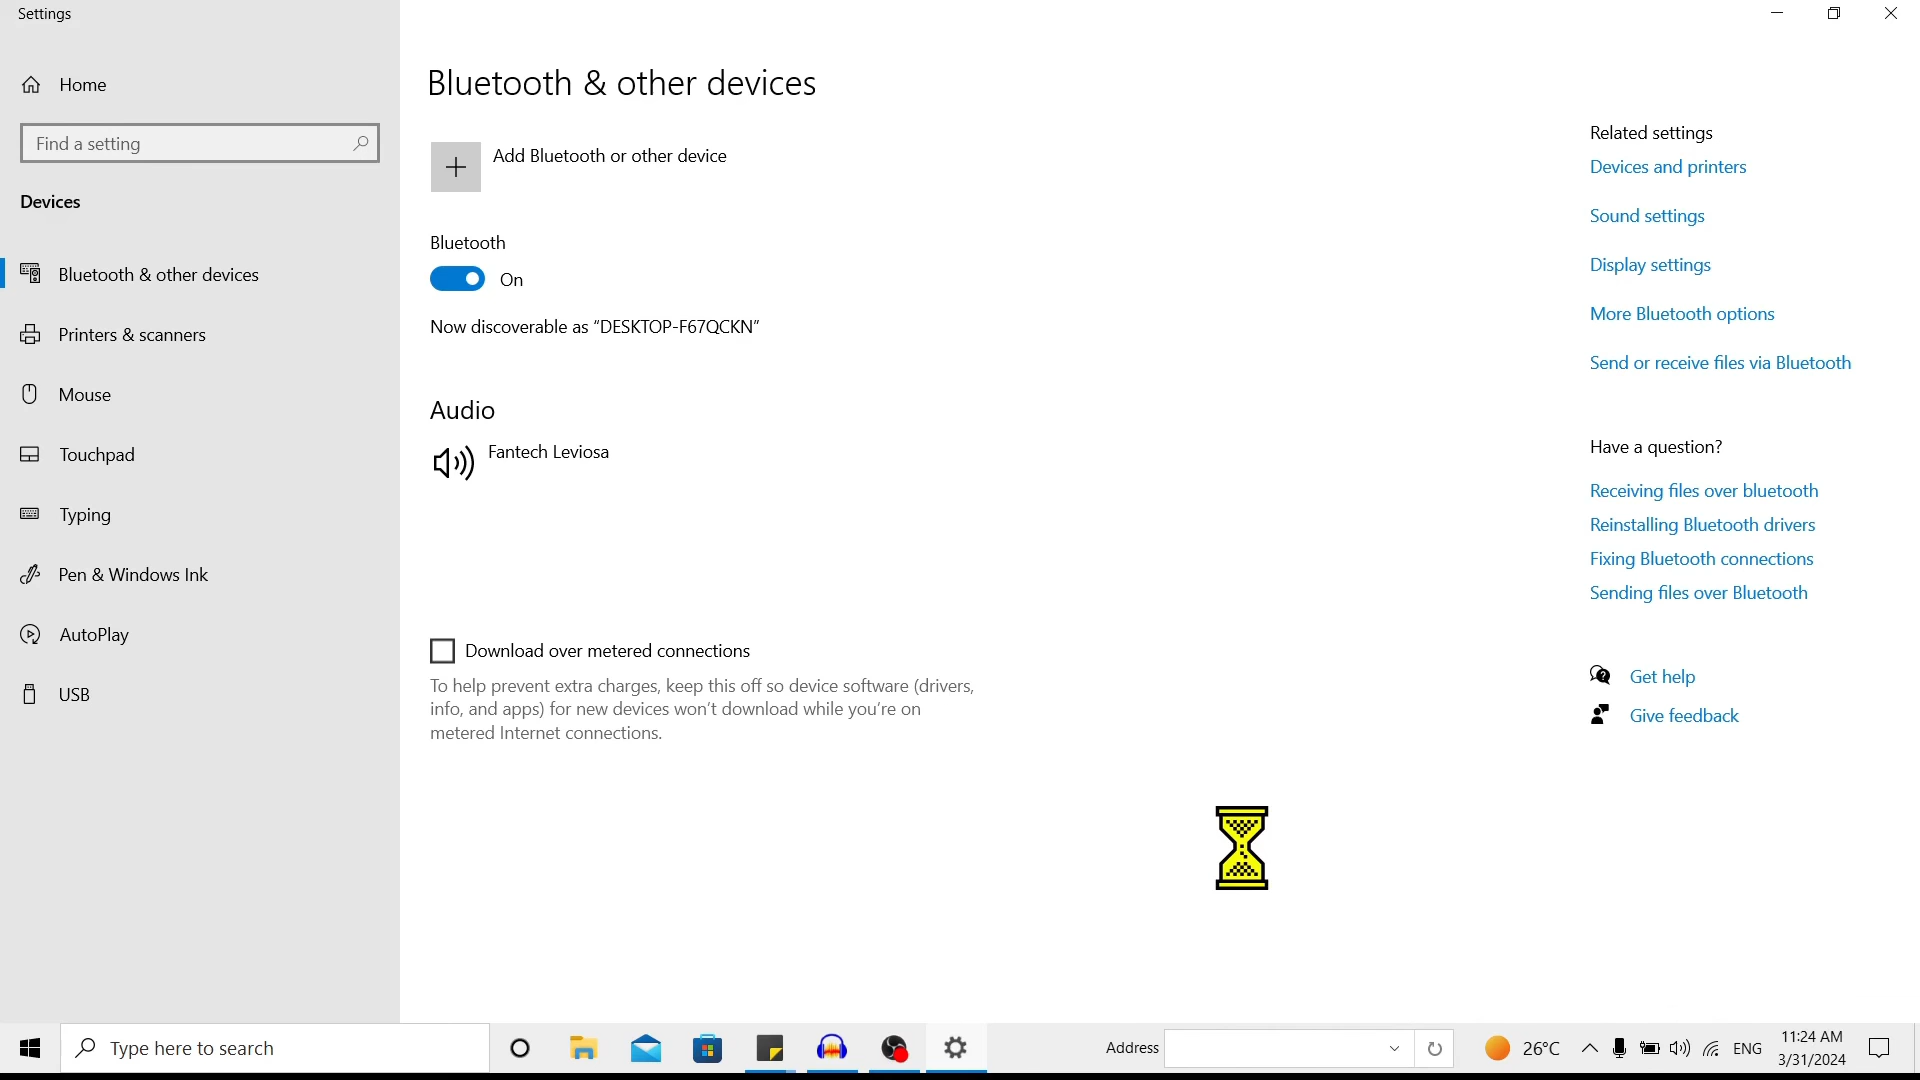 Settings
Home
Find a setting
Devices
Bluetooth & other devices
Printers & scanners
Mouse
Touchpad
Typing
Pen & Windows Ink
AutoPlay
USB
Bluetooth & other devices
Add Bluetooth or other device
Bluetooth
On
Now discoverable as “DESKTOP-F67QCKN”
Audio
Fantech Leviosa
Download over metered connections
To help prevent extra charges, keep this off so device software (drivers,
info, and apps) for new devices won’t download while you’re on
metered Internet connections.
Related settings
Devices and printers
Sound settings
Display settings
More Bluetooth options
Send or receive files via Bluetooth
Have a question?
Receiving files over bluetooth
Reinstalling Bluetooth drivers
Fixing Bluetooth connections
Sending files over Bluetooth
Get help
Give feedback
Type here to search
Address
26°C
ENG
11:24 AM
3/31/2024